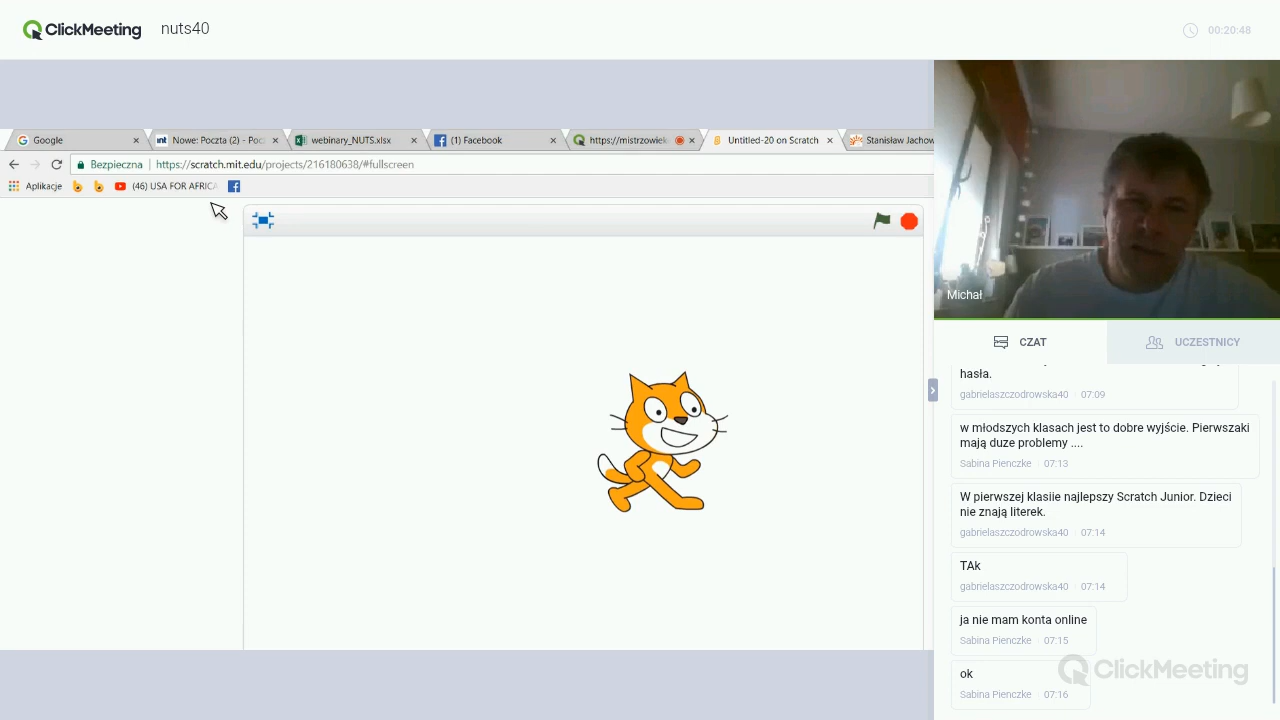 ClickMeeting
nuts40
00:20:48
Google
Nowe: Poczta (2) - Poc
webinary_NUTS.xlsx
(1) Facebook
https://mistrzowiek
Untitled-20 on Scratch
Stanisław Jachow
Bezpieczna
https://scratch.mit.edu/projects/216180638/#fullscreen
Aplikacje
(46) USA FOR AFRICA
Michał
CZAT
UCZESTNICY
hasła.
gabrielaszczodrowska40 07:09
w młodszych klasach jest to dobre wyjście. Pierwszaki
mają duze problemy ....
Sabina Pienczke 07:13
W pierwszej klasiie najlepszy Scratch Junior. Dzieci
nie znają literek.
gabrielaszczodrowska40 07:14
TAk
gabrielaszczodrowska40 07:14
ja nie mam konta online
Sabina Pienczke 07:15
ok
Sabina Pienczke 07:16
ClickMeeting